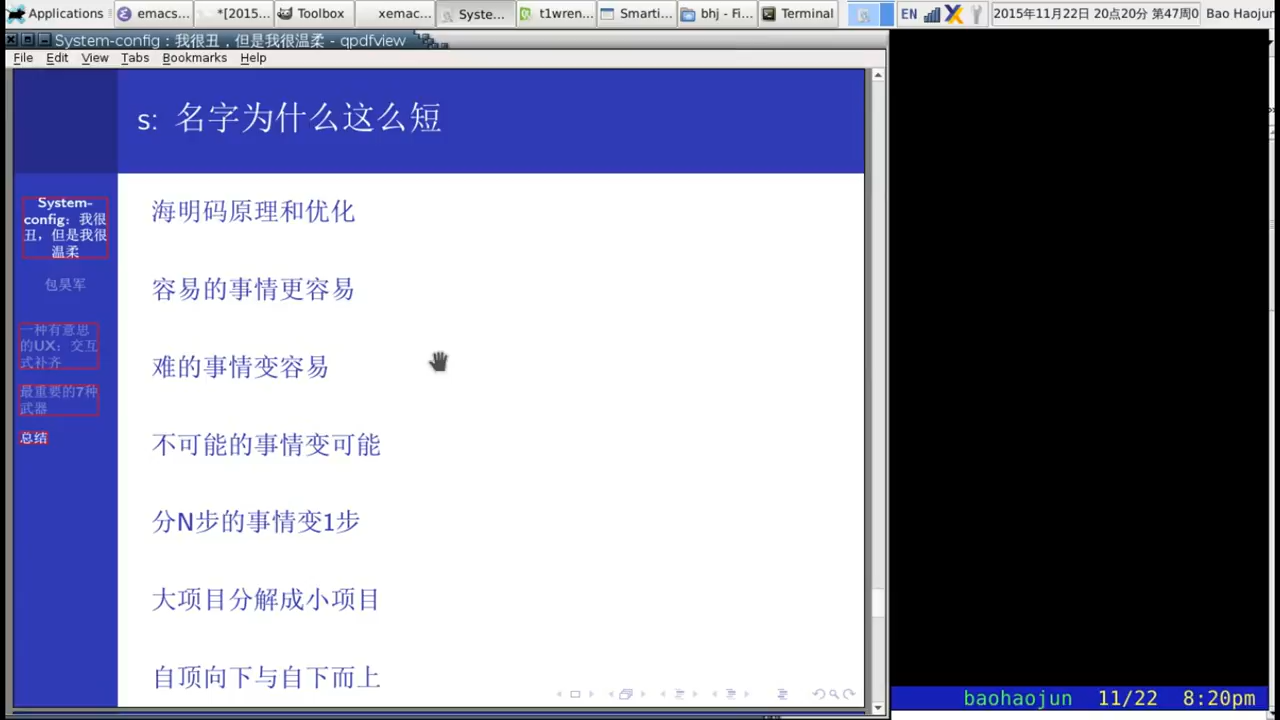 Applications
emacs...
*[2015...
Toolbox
xemac...
Syste...
t1wren...
Smarti...
bhj - Fi...
Terminal
EN
2015年11月22日 20点20分 第47周0
Bao Haojun
System-config：我很丑，但是我很温柔 - qpdfview
File Edit View Tabs Bookmarks Help
s: 名字为什么这么短
System-
config：我很
丑，但是我很
温柔
包昊军
一种有意思
的UX：交互
式补齐
最重要的7种
武器
总结
海明码原理和优化
容易的事情更容易
难的事情变容易
不可能的事情变可能
分N步的事情变1步
大项目分解成小项目
自顶向下与自下而上
baohaojun 11/22 8:20pm